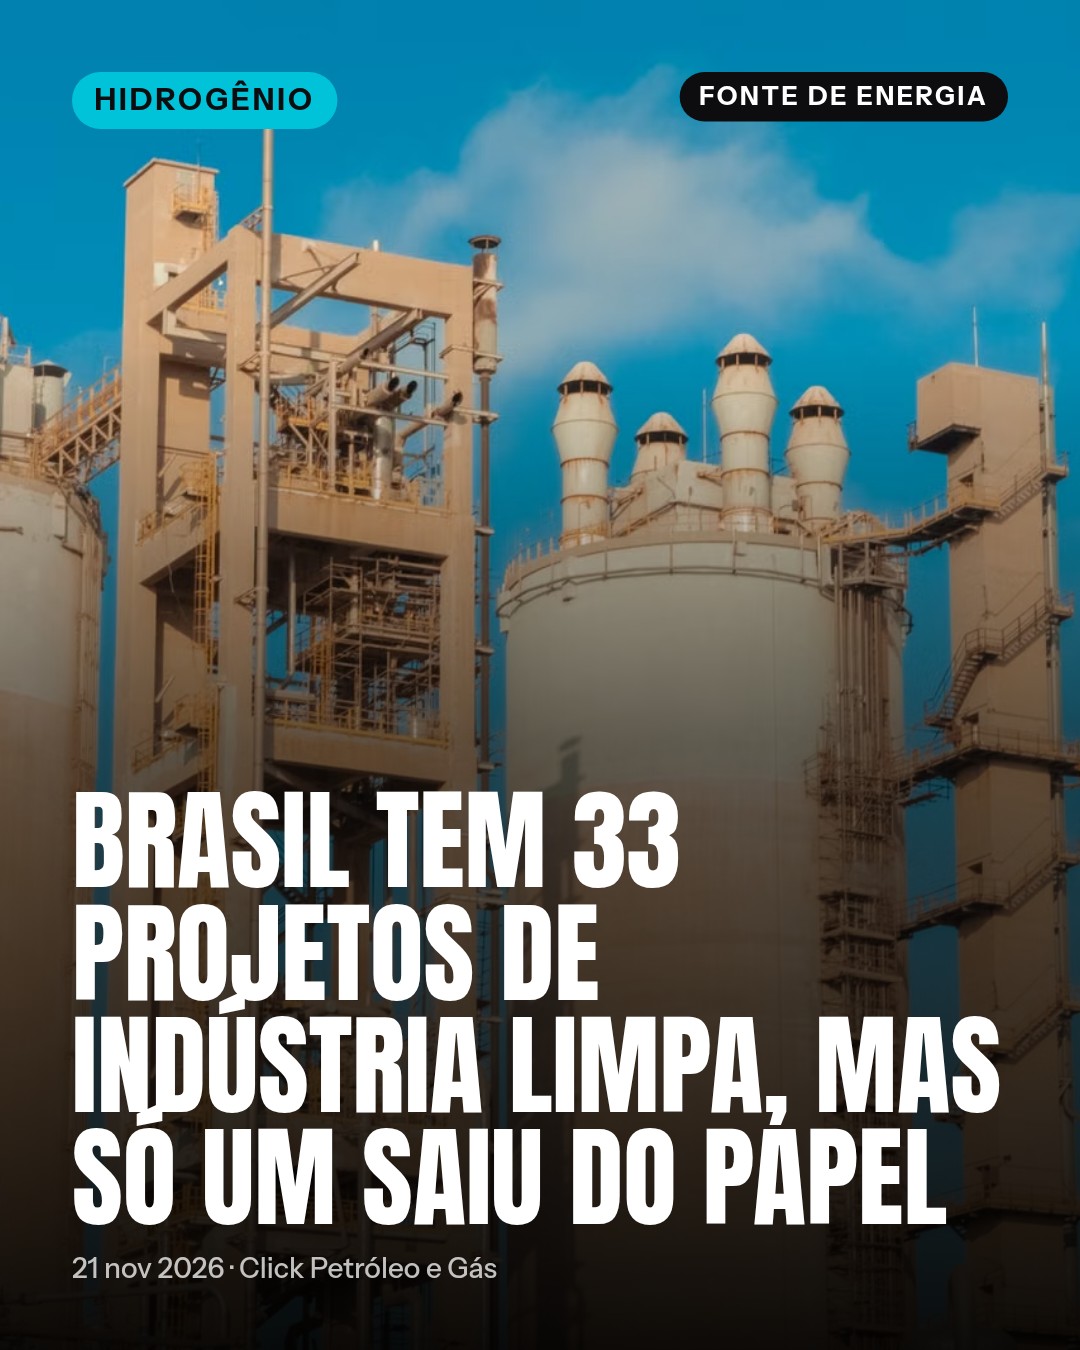 HIDROGÊNIO
FONTE DE ENERGIA
BRASIL TEM 33
PROJETOS DE
INDÚSTRIA LIMPA, MAS
SÓ UM SAIU DO PAPEL
21 nov 2026 · Click Petróleo e Gás